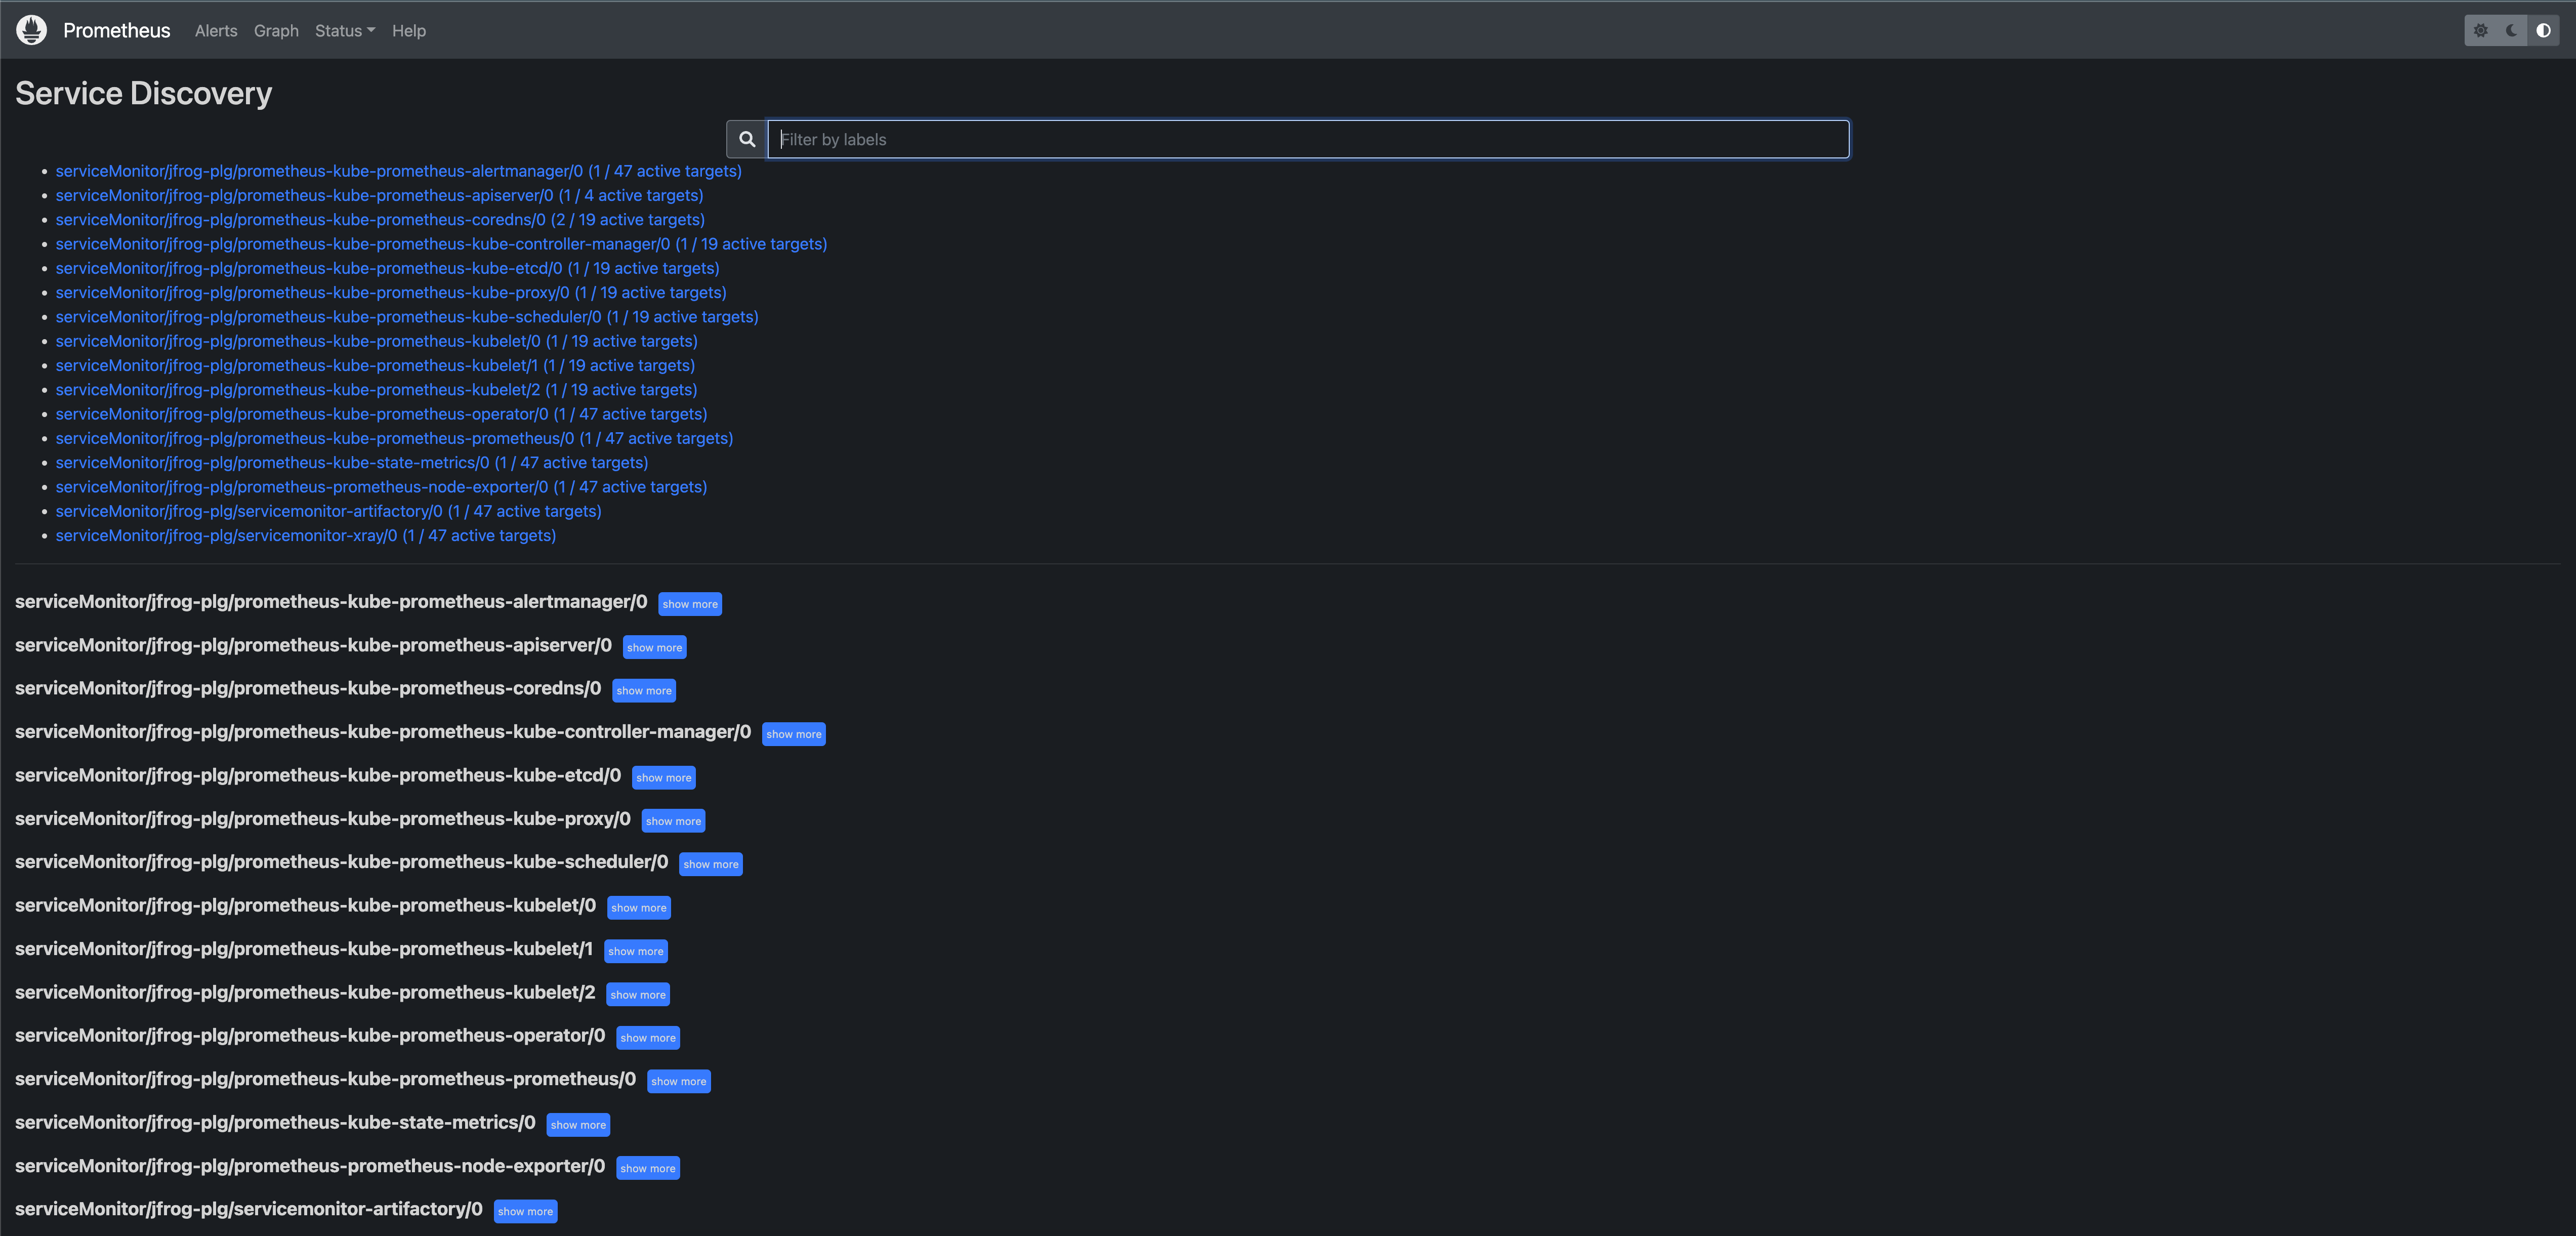 Prometheus Alerts Graph Status Help
Service Discovery
Filter by labels
serviceMonitor/jfrog-plg/prometheus-kube-prometheus-alertmanager/0 (1 / 47 active targets)
serviceMonitor/jfrog-plg/prometheus-kube-prometheus-apiserver/0 (1 / 4 active targets)
serviceMonitor/jfrog-plg/prometheus-kube-prometheus-coredns/0 (2 / 19 active targets)
serviceMonitor/jfrog-plg/prometheus-kube-prometheus-kube-controller-manager/0 (1 / 19 active targets)
serviceMonitor/jfrog-plg/prometheus-kube-prometheus-kube-etcd/0 (1 / 19 active targets)
serviceMonitor/jfrog-plg/prometheus-kube-prometheus-kube-proxy/0 (1 / 19 active targets)
serviceMonitor/jfrog-plg/prometheus-kube-prometheus-kube-scheduler/0 (1 / 19 active targets)
serviceMonitor/jfrog-plg/prometheus-kube-prometheus-kubelet/0 (1 / 19 active targets)
serviceMonitor/jfrog-plg/prometheus-kube-prometheus-kubelet/1 (1 / 19 active targets)
serviceMonitor/jfrog-plg/prometheus-kube-prometheus-kubelet/2 (1 / 19 active targets)
serviceMonitor/jfrog-plg/prometheus-kube-prometheus-operator/0 (1 / 47 active targets)
serviceMonitor/jfrog-plg/prometheus-kube-prometheus-prometheus/0 (1 / 47 active targets)
serviceMonitor/jfrog-plg/prometheus-kube-state-metrics/0 (1 / 47 active targets)
serviceMonitor/jfrog-plg/prometheus-prometheus-node-exporter/0 (1 / 47 active targets)
serviceMonitor/jfrog-plg/servicemonitor-artifactory/0 (1 / 47 active targets)
serviceMonitor/jfrog-plg/servicemonitor-xray/0 (1 / 47 active targets)
serviceMonitor/jfrog-plg/prometheus-kube-prometheus-alertmanager/0 show more
serviceMonitor/jfrog-plg/prometheus-kube-prometheus-apiserver/0 show more
serviceMonitor/jfrog-plg/prometheus-kube-prometheus-coredns/0 show more
serviceMonitor/jfrog-plg/prometheus-kube-prometheus-kube-controller-manager/0 show more
serviceMonitor/jfrog-plg/prometheus-kube-prometheus-kube-etcd/0 show more
serviceMonitor/jfrog-plg/prometheus-kube-prometheus-kube-proxy/0 show more
serviceMonitor/jfrog-plg/prometheus-kube-prometheus-kube-scheduler/0 show more
serviceMonitor/jfrog-plg/prometheus-kube-prometheus-kubelet/0 show more
serviceMonitor/jfrog-plg/prometheus-kube-prometheus-kubelet/1 show more
serviceMonitor/jfrog-plg/prometheus-kube-prometheus-kubelet/2 show more
serviceMonitor/jfrog-plg/prometheus-kube-prometheus-operator/0 show more
serviceMonitor/jfrog-plg/prometheus-kube-prometheus-prometheus/0 show more
serviceMonitor/jfrog-plg/prometheus-kube-state-metrics/0 show more
serviceMonitor/jfrog-plg/prometheus-prometheus-node-exporter/0 show more
serviceMonitor/jfrog-plg/servicemonitor-artifactory/0 show more